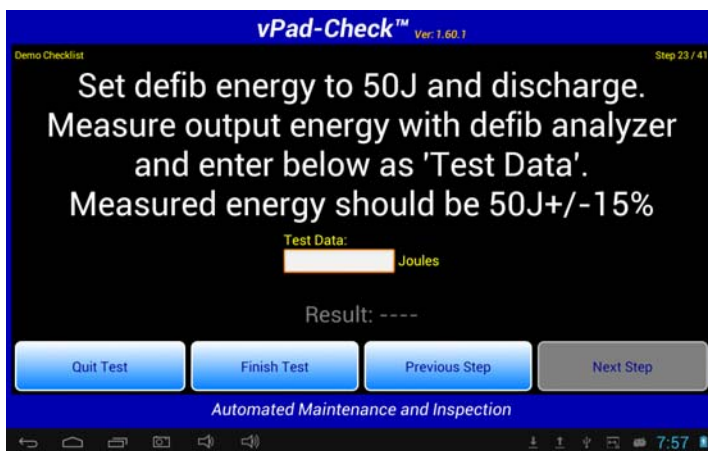 vPad-Check™ Ver: 1.60.1
Demo Checklist
Step 23 / 41
Set defib energy to 50J and discharge.
Measure output energy with defib analyzer
and enter below as 'Test Data'.
Measured energy should be 50J+/-15%
Test Data:
Joules
Result: ----
Quit Test
Finish Test
Previous Step
Next Step
Automated Maintenance and Inspection
7:57